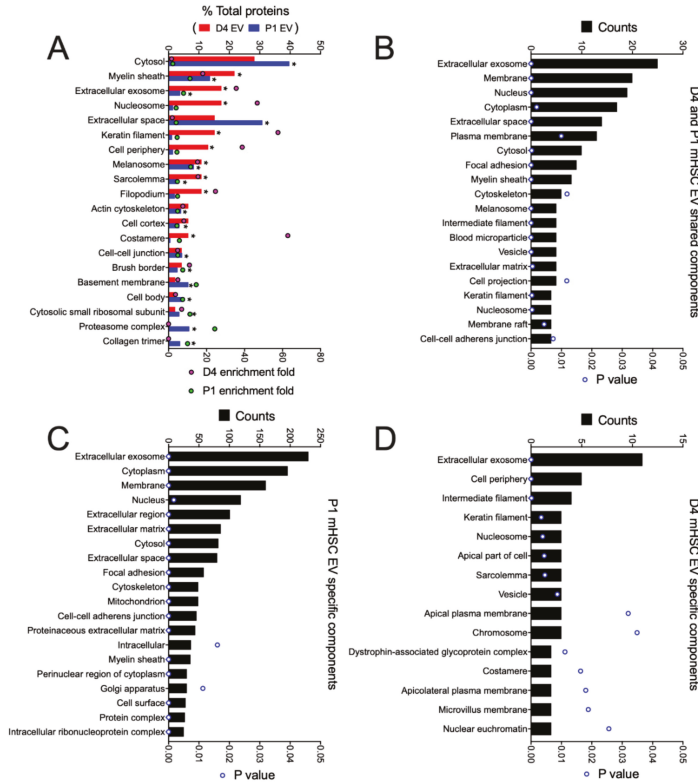 A
% Total proteins
( D4 EV P1 EV )
0 10 20 30 40 50
Cytosol *
Myelin sheath * *
Extracellular exosome * *
Nucleosome *
Extracellular space *
Keratin filament *
Cell periphery *
Melanosome * *
Sarcolemma * *
Filopodium *
Actin cytoskeleton *
Cell cortex *
Costamere *
Cell-cell junction *
Brush border *
Basement membrane *
Cell body *
Cytosolic small ribosomal subunit *
Proteasome complex *
Collagen trimer *
0 20 40 60 80
D4 enrichment fold
P1 enrichment fold
B
Counts
0 10 20 30
Extracellular exosome
Membrane
Nucleus
Cytoplasm
Extracellular space
Plasma membrane
Cytosol
Focal adhesion
Myelin sheath
Cytoskeleton
Melanosome
Intermediate filament
Blood microparticle
Vesicle
Extracellular matrix
Cell projection
Keratin filament
Nucleosome
Membrane raft
Cell-cell adherens junction
0.00 0.01 0.02 0.03 0.04 0.05
P value
D4 and P1 mHSC EV shared components
C
Counts
0 50 100 150 200 250
Extracellular exosome
Cytoplasm
Membrane
Nucleus
Extracellular region
Extracellular matrix
Cytosol
Extracellular space
Focal adhesion
Cytoskeleton
Mitochondrion
Cell-cell adherens junction
Proteinaceous extracellular matrix
Intracellular
Myelin sheath
Perinuclear region of cytoplasm
Golgi apparatus
Cell surface
Protein complex
Intracellular ribonucleoprotein complex
0.00 0.01 0.02 0.03 0.04 0.05
P value
P1 mHSC EV specific components
D
Counts
0 5 10 15
Extracellular exosome
Cell periphery
Intermediate filament
Keratin filament
Nucleosome
Apical part of cell
Sarcolemma
Vesicle
Apical plasma membrane
Chromosome
Dystrophin-associated glycoprotein complex
Costamere
Apicolateral plasma membrane
Microvillus membrane
Nuclear euchromatin
0.00 0.01 0.02 0.03 0.04 0.05
P value
D4 mHSC EV specific components